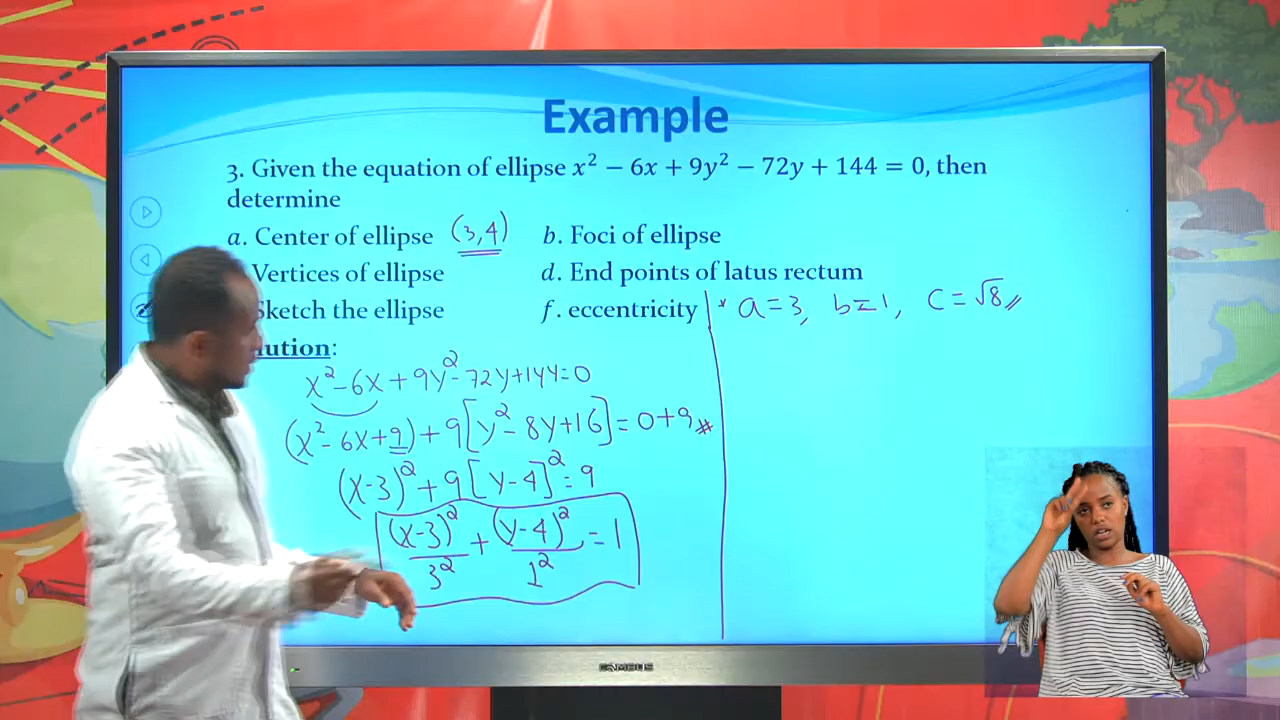 Example
3. Given the equation of ellipse x² − 6x + 9y² − 72y + 144 = 0, then
determine
a. Center of ellipse (3,4) b. Foci of ellipse
Vertices of ellipse d. End points of latus rectum
Sketch the ellipse f. eccentricity * a=3, b=1, c=√8
lution:
x²-6x+9y²-72y+144=0
(x²-6x+9)+9[y²-8y+16]=0+9
(x-3)²+9[y-4]²=9
(x-3)²/3² + (y-4)²/1² = 1